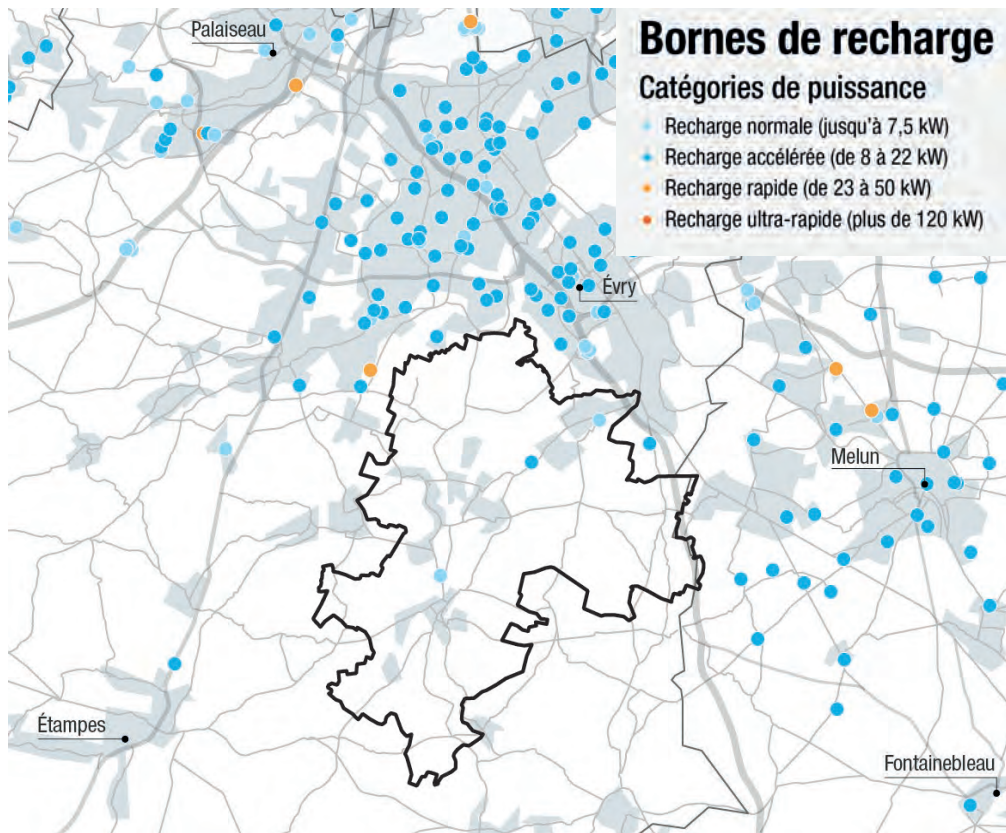 Palaiseau
Bornes de recharge
Catégories de puissance
Recharge normale (jusqu'à 7,5 kW)
Recharge accélérée (de 8 à 22 kW)
Recharge rapide (de 23 à 50 kW)
Recharge ultra-rapide (plus de 120 kW)
Évry
Melun
Étampes
Fontainebleau